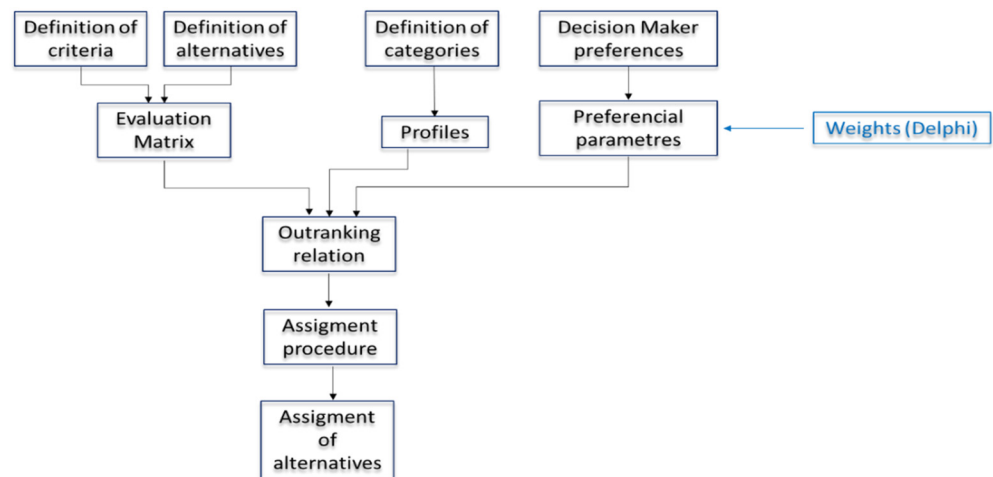 Definition of
criteria
Definition of
alternatives
Definition of
categories
Decision Maker
preferences
Evaluation
Matrix
Profiles
Preferencial
parametres
Weights (Delphi)
Outranking
relation
Assigment
procedure
Assigment
of
alternatives